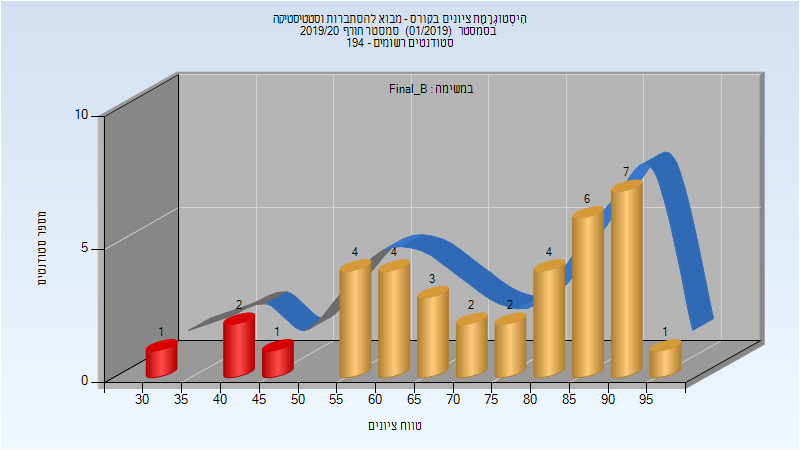 היסטוגרמת ציונים בקורס - מבוא להסתברות וסטטיסטיקה
בסמסטר (01/2019) סמסטר חורף 2019/20
סטודנטים רשומים - 194
במשימה : Final_B
מספר סטודנטים
10
5
0
1
2
1
4
4
3
2
2
4
6
7
1
30 35 40 45 50 55 60 65 70 75 80 85 90 95
טווח ציונים